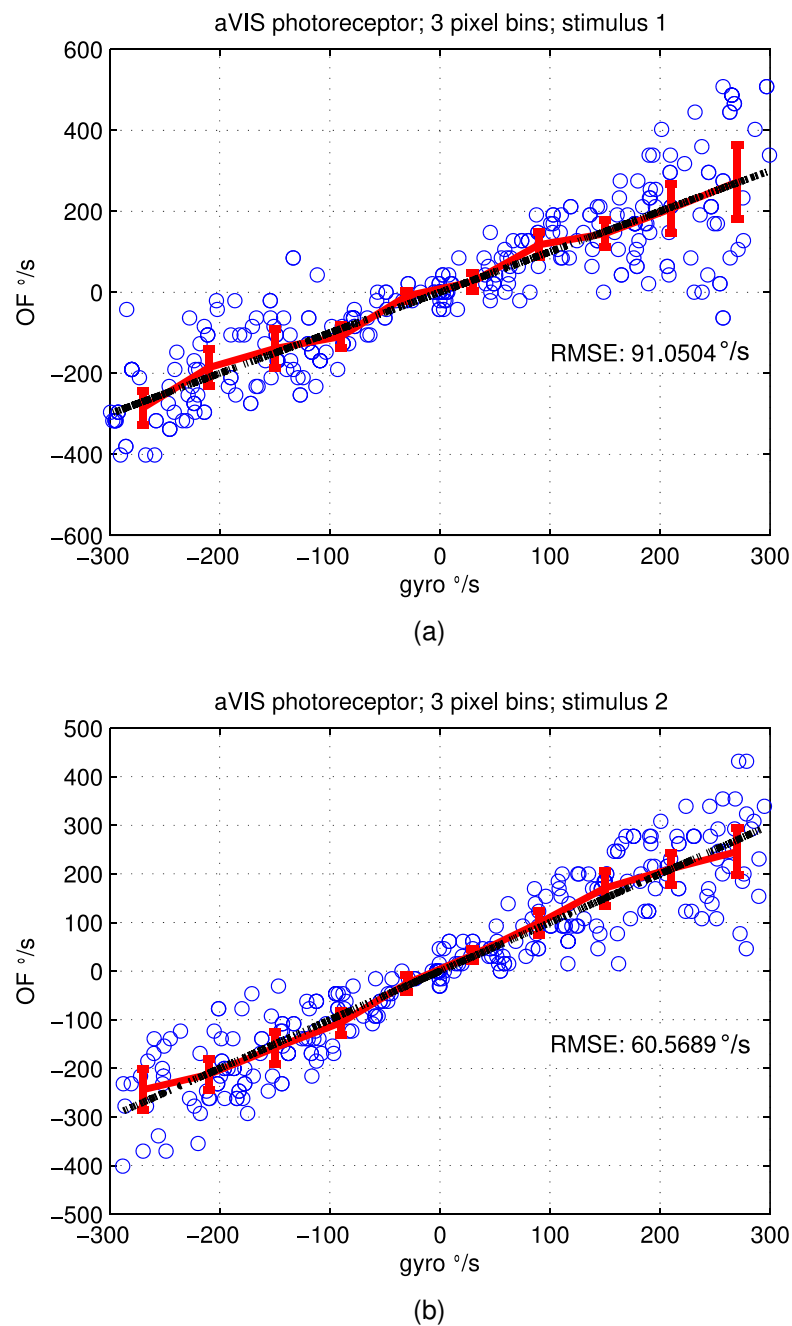 aVIS photoreceptor; 3 pixel bins; stimulus 1
600
400
200
0
−200
−400
−600
OF °/s
RMSE: 91.0504 °/s
−300 −200 −100 0 100 200 300
gyro °/s
(a)
aVIS photoreceptor; 3 pixel bins; stimulus 2
500
400
300
200
100
0
−100
−200
−300
−400
−500
OF °/s
RMSE: 60.5689 °/s
−300 −200 −100 0 100 200 300
gyro °/s
(b)